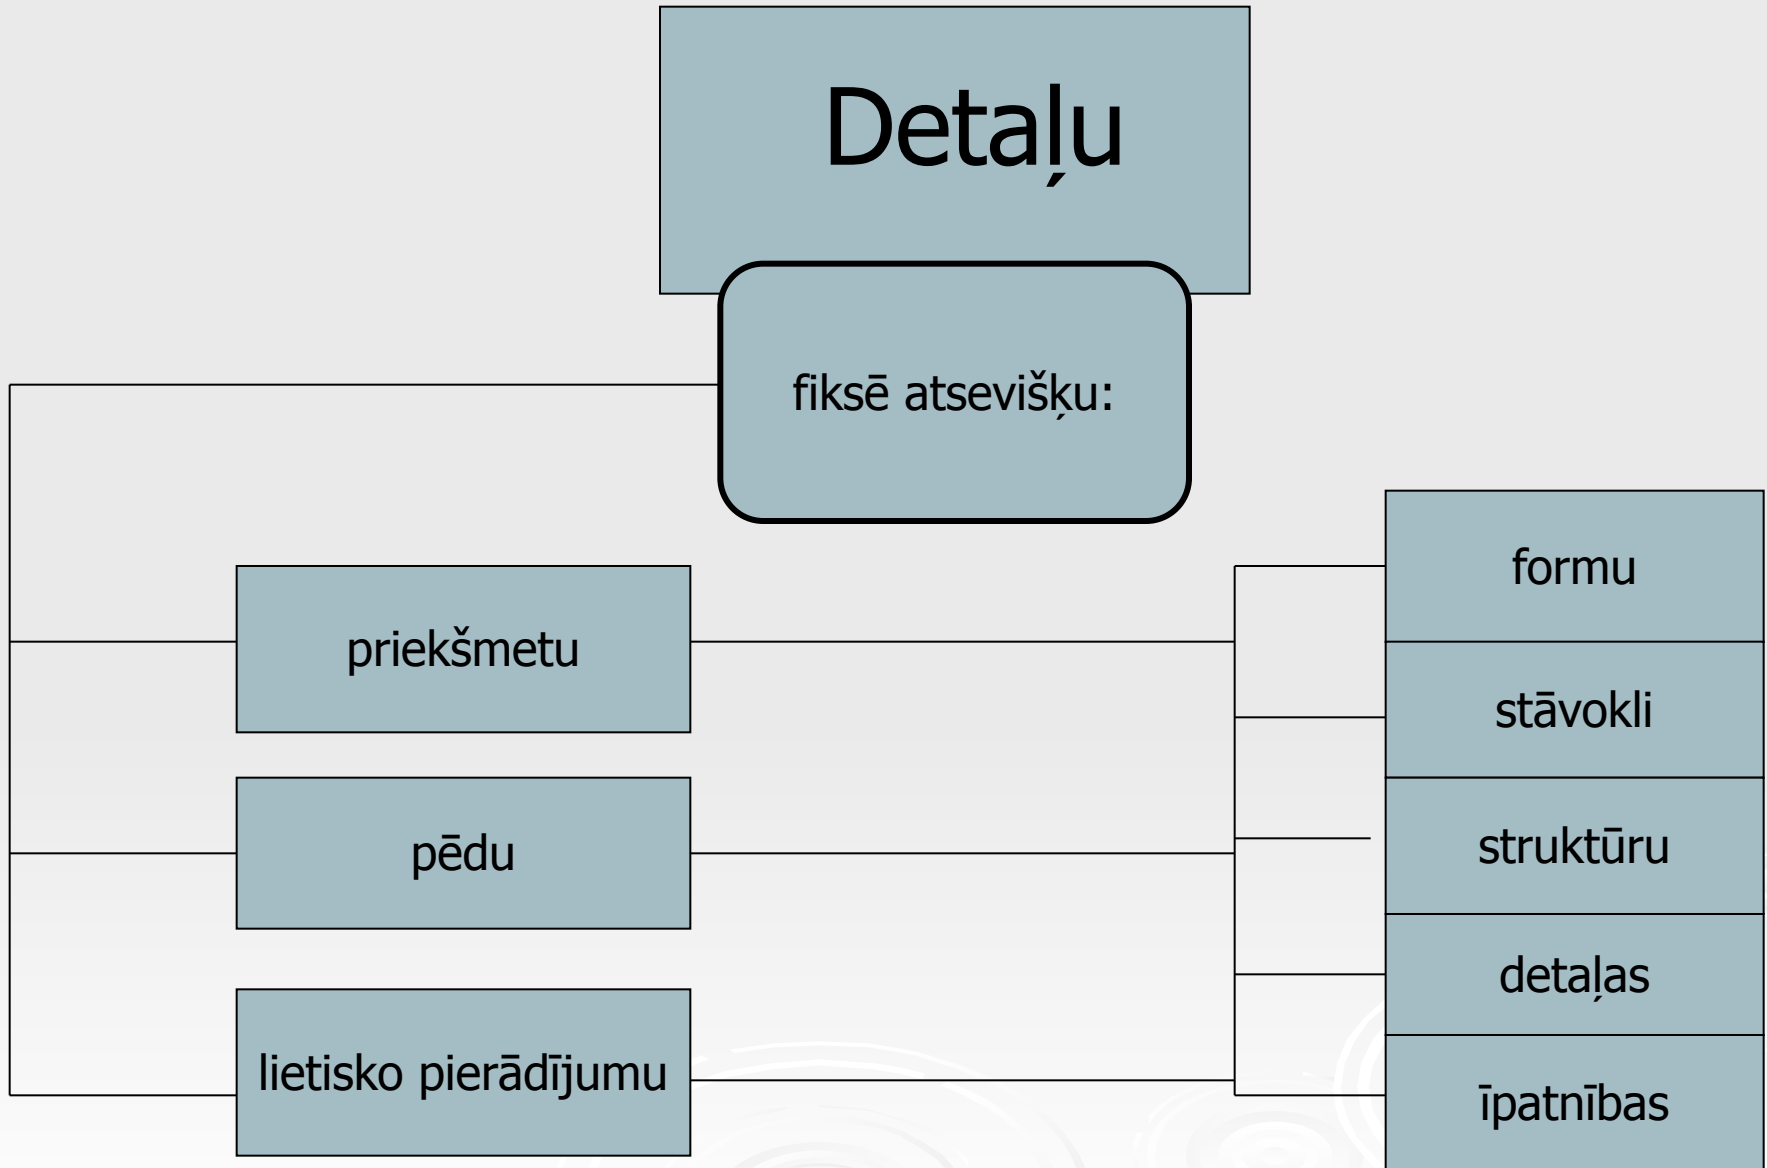 Detaļu
fiksē atsevišķu:
priekšmetu
pēdu
lietisko pierādījumu
formu
stāvokli
struktūru
detaļas
īpatnības